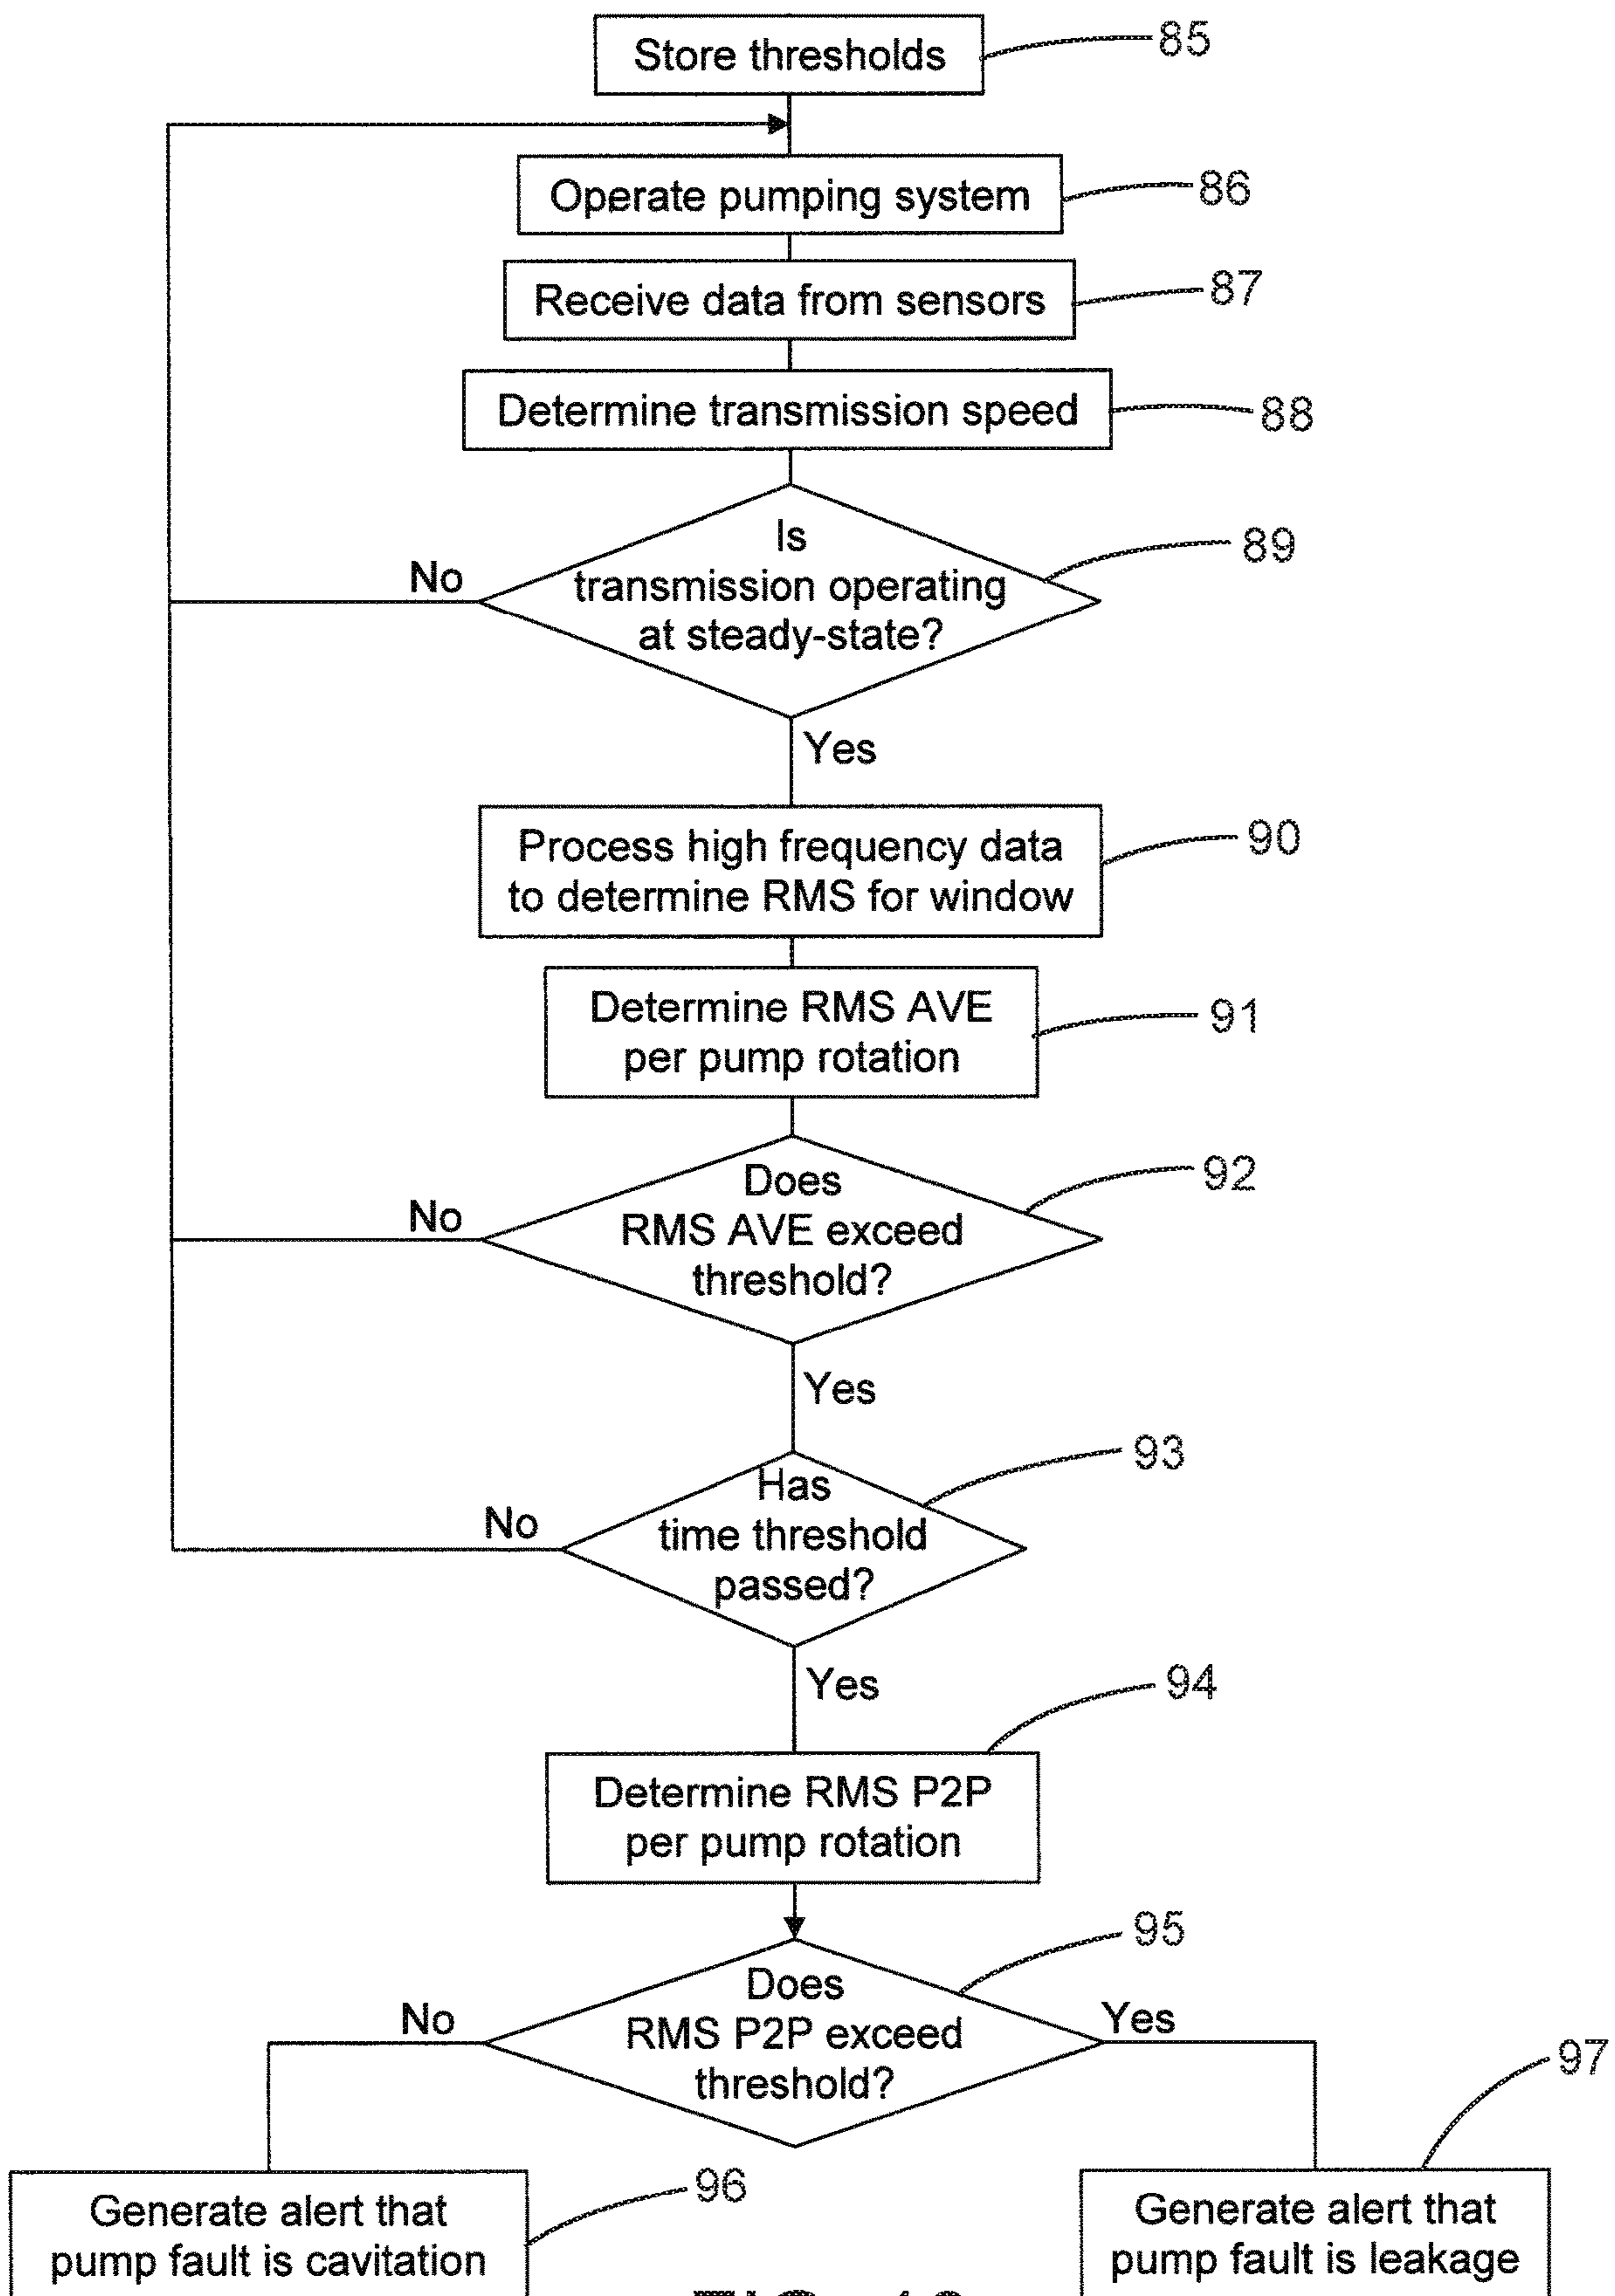 Store thresholds
85
Operate pumping system
86
Receive data from sensors
87
Determine transmission speed
88
Is
transmission operating
at steady-state?
89
No
Yes
Process high frequency data
to determine RMS for window
90
Determine RMS AVE
per pump rotation
91
Does
RMS AVE exceed
threshold?
92
No
Yes
Has
time threshold
passed?
93
No
Yes
94
Determine RMS P2P
per pump rotation
95
Does
RMS P2P exceed
threshold?
No
Yes
97
96
Generate alert that
pump fault is cavitation
Generate alert that
pump fault is leakage